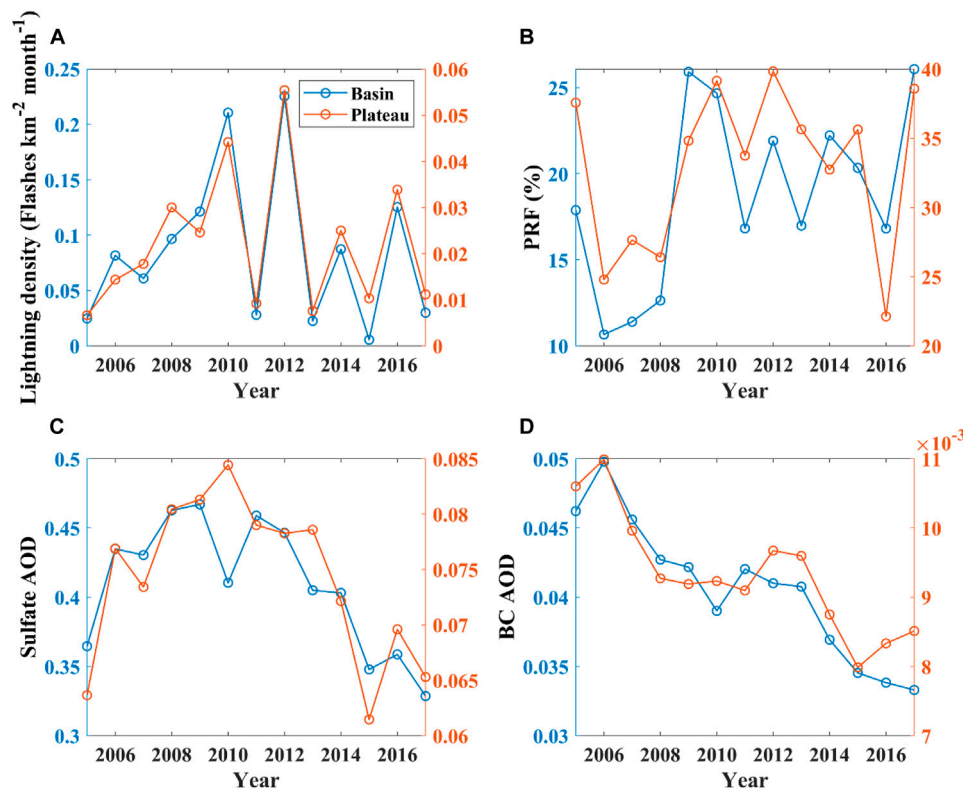 A
Lightning density (Flashes km⁻² month⁻¹)
0.25
0.2
0.15
0.1
0.05
0
0.06
0.05
0.04
0.03
0.02
0.01
0
Basin
Plateau
2006 2008 2010 2012 2014 2016
Year
B
PRF (%)
25
20
15
10
40
35
30
25
20
2006 2008 2010 2012 2014 2016
Year
C
Sulfate AOD
0.5
0.45
0.4
0.35
0.3
0.085
0.08
0.075
0.07
0.065
0.06
2006 2008 2010 2012 2014 2016
Year
D
BC AOD
0.05
0.045
0.04
0.035
0.03
×10⁻³
11
10
9
8
7
2006 2008 2010 2012 2014 2016
Year